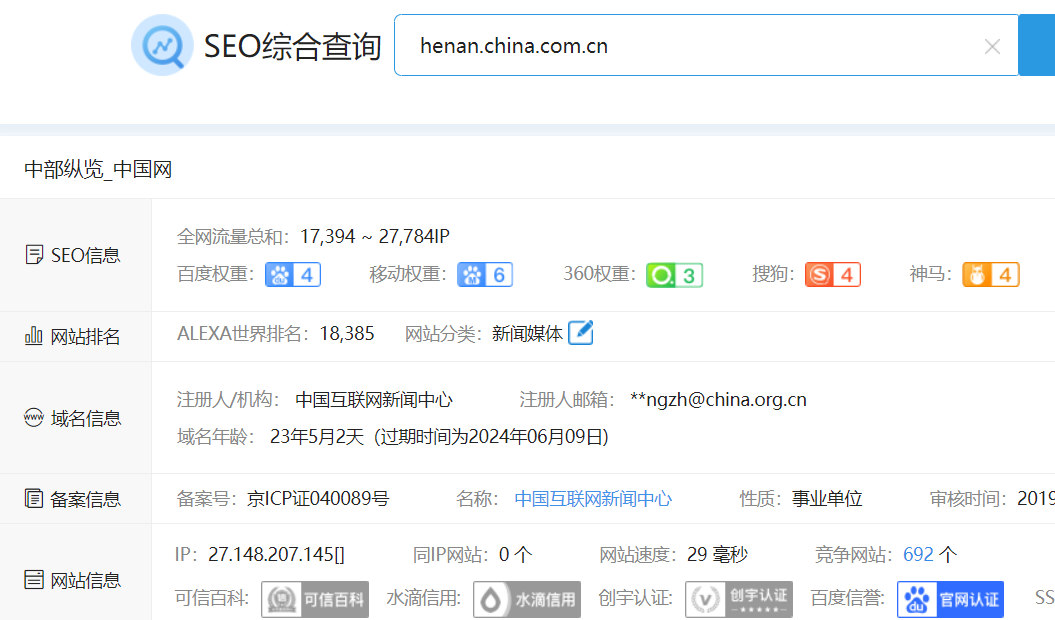 SEO综合查询 henan.china.com.cn
中部纵览_中国网
SEO信息
全网流量总和：17,394 ~ 27,784IP
百度权重：4 移动权重：6 360权重：3 搜狗：4 神马：4
网站排名 ALEXA世界排名：18,385 网站分类：新闻媒体
域名信息
注册人/机构： 中国互联网新闻中心 注册人邮箱： **ngzh@china.org.cn
域名年龄： 23年5月2天 (过期时间为2024年06月09日)
备案信息 备案号：京ICP证040089号 名称： 中国互联网新闻中心 性质：事业单位 审核时间：2019
网站信息
IP：27.148.207.145[] 同IP网站：0 个 网站速度：29 毫秒 竞争网站：692 个
可信百科: 可信百科 水滴信用: 水滴信用 创宇认证: 创宇认证 百度信誉: 官网认证 SS